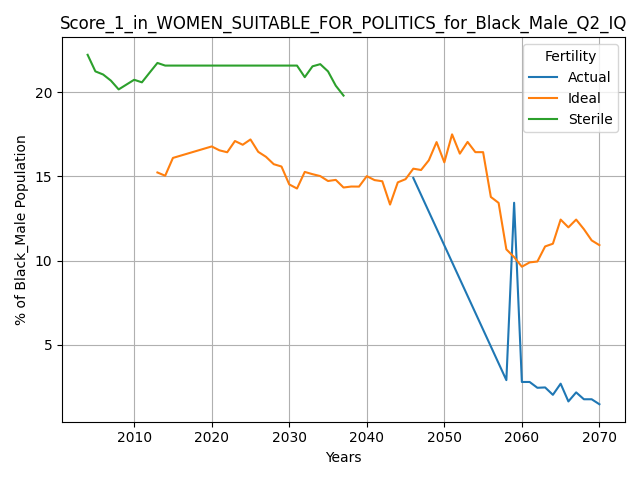 Score_1_in_WOMEN_SUITABLE_FOR_POLITICS_for_Black_Male_Q2_IQ
Fertility
Actual
Ideal
Sterile
% of Black_Male Population
20
15
10
5
2010 2020 2030 2040 2050 2060 2070
Years